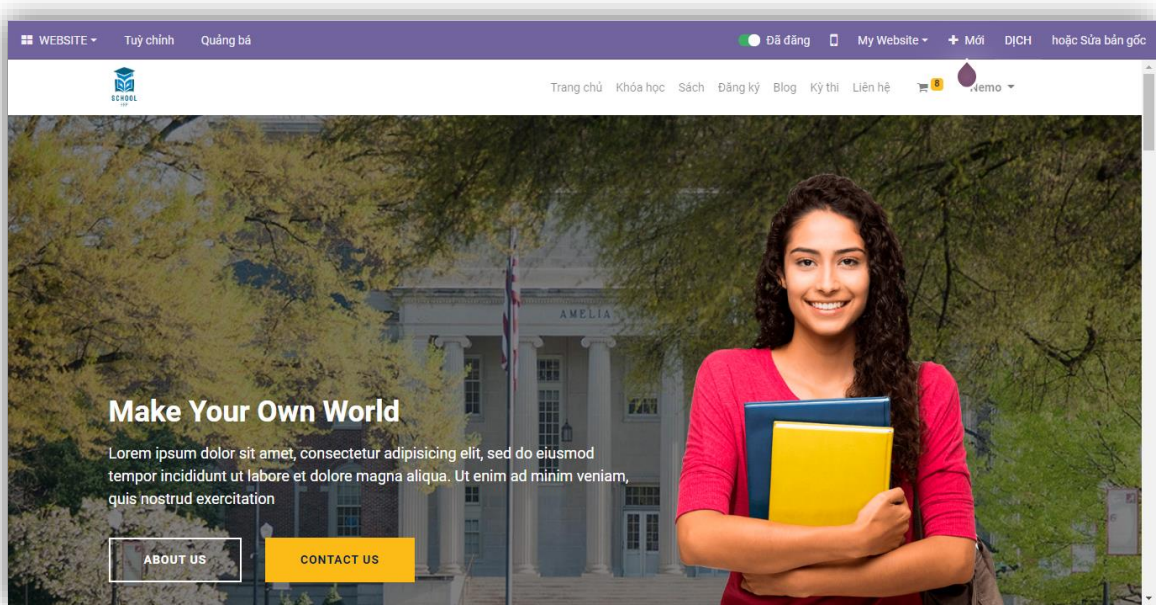 WEBSITE Tuỳ chỉnh Quảng bá Đã đăng My Website + Mới DỊCH hoặc Sửa bản gốc
SCHOOL
Trang chủ Khóa học Sách Đăng ký Blog Kỳ thi Liên hệ 8 Nemo
AMELIA
Make Your Own World
Lorem ipsum dolor sit amet, consectetur adipisicing elit, sed do eiusmod
tempor incididunt ut labore et dolore magna aliqua. Ut enim ad minim veniam,
quis nostrud exercitation
ABOUT US CONTACT US